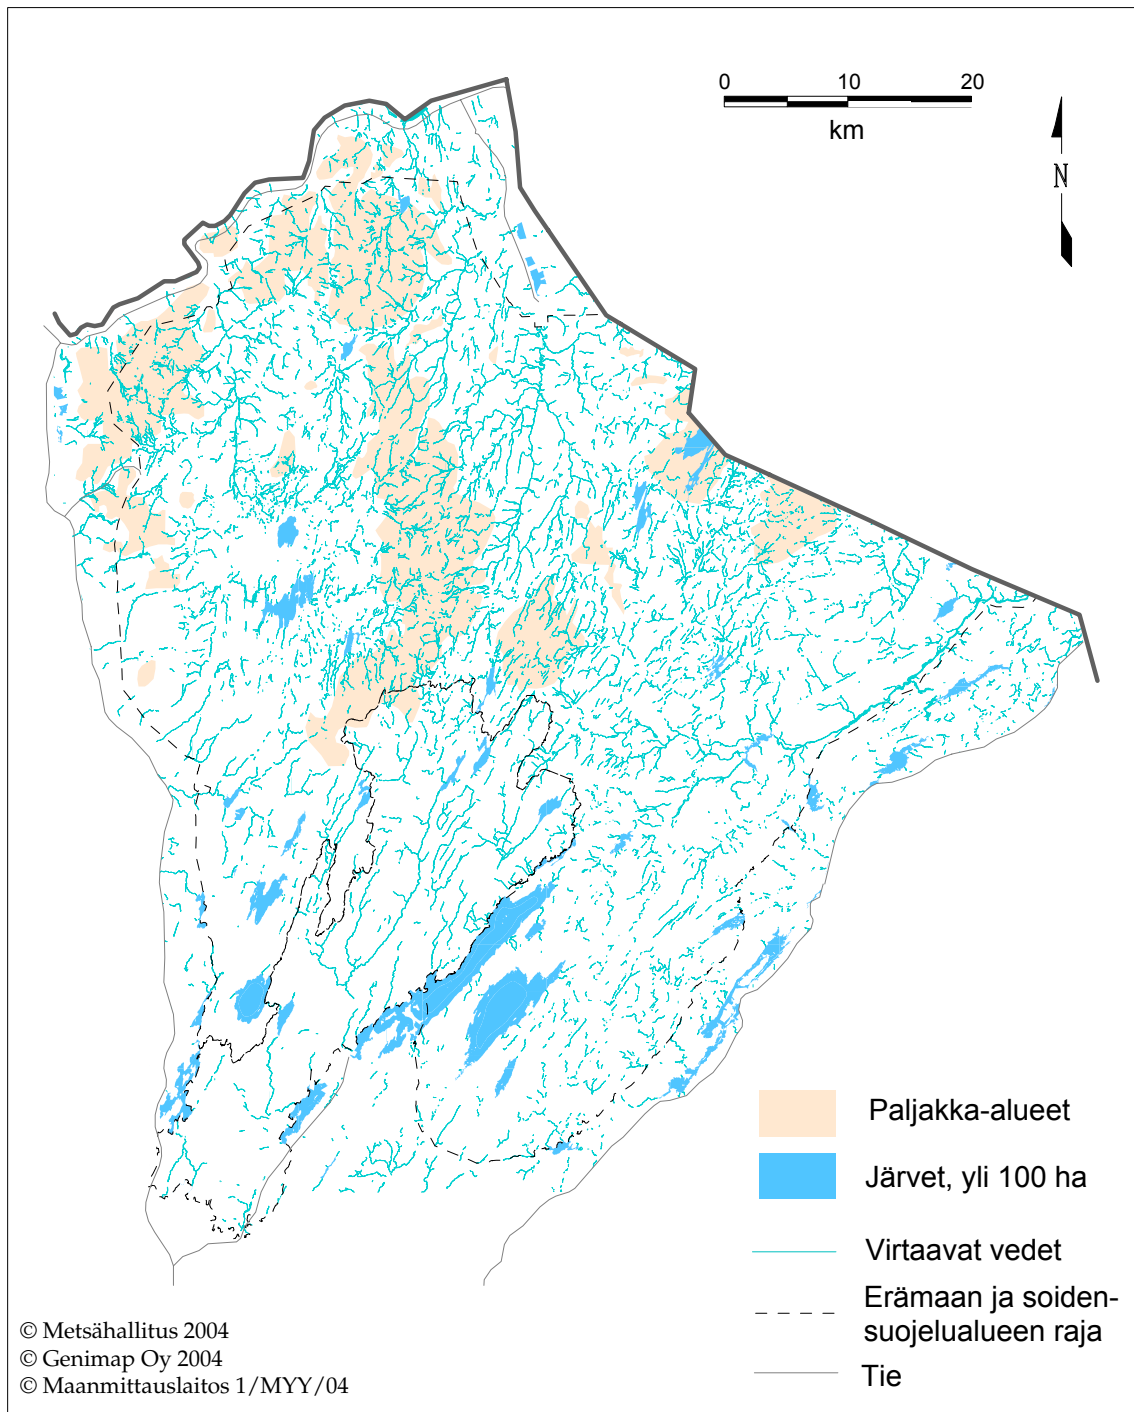 0 10 20
km
N
Paljakka-alueet
Järvet, yli 100 ha
Virtaavat vedet
Erämaan ja soiden-
suojelualueen raja
Tie
© Metsähallitus 2004
© Genimap Oy 2004
© Maanmittauslaitos 1/MYY/04